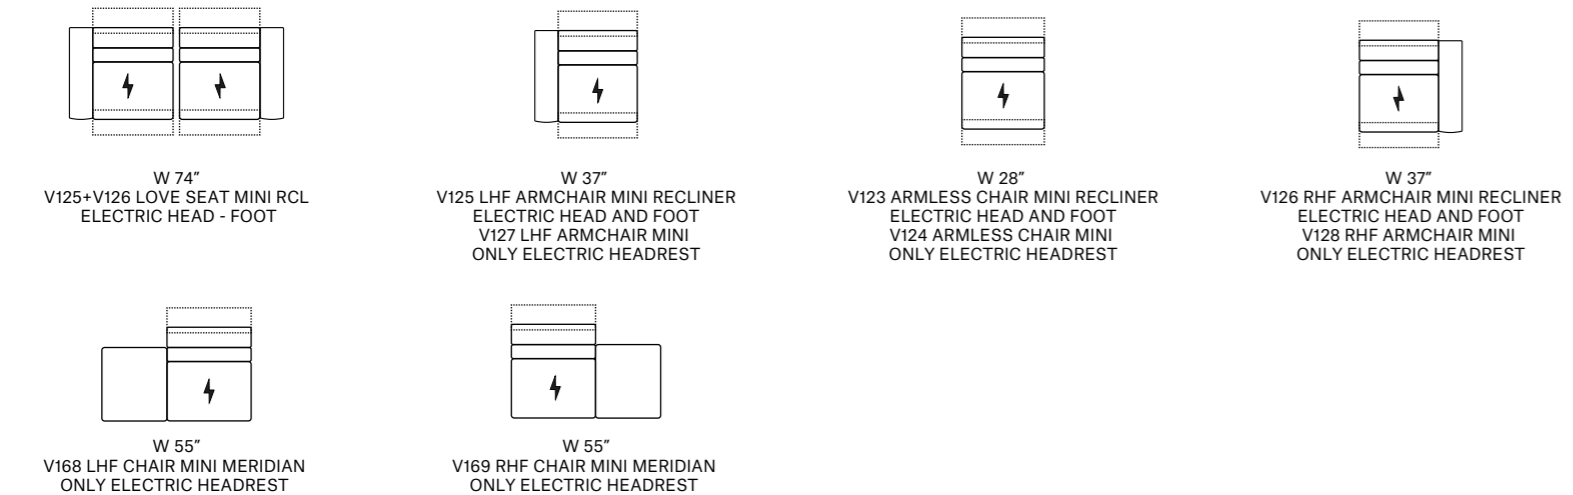 W 74”
V125+V126 LOVE SEAT MINI RCL
ELECTRIC HEAD - FOOT
W 37”
V125 LHF ARMCHAIR MINI RECLINER
ELECTRIC HEAD AND FOOT
V127 LHF ARMCHAIR MINI
ONLY ELECTRIC HEADREST
W 28”
V123 ARMLESS CHAIR MINI RECLINER
ELECTRIC HEAD AND FOOT
V124 ARMLESS CHAIR MINI
ONLY ELECTRIC HEADREST
W 37”
V126 RHF ARMCHAIR MINI RECLINER
ELECTRIC HEAD AND FOOT
V128 RHF ARMCHAIR MINI
ONLY ELECTRIC HEADREST
W 55”
V168 LHF CHAIR MINI MERIDIAN
ONLY ELECTRIC HEADREST
W 55”
V169 RHF CHAIR MINI MERIDIAN
ONLY ELECTRIC HEADREST